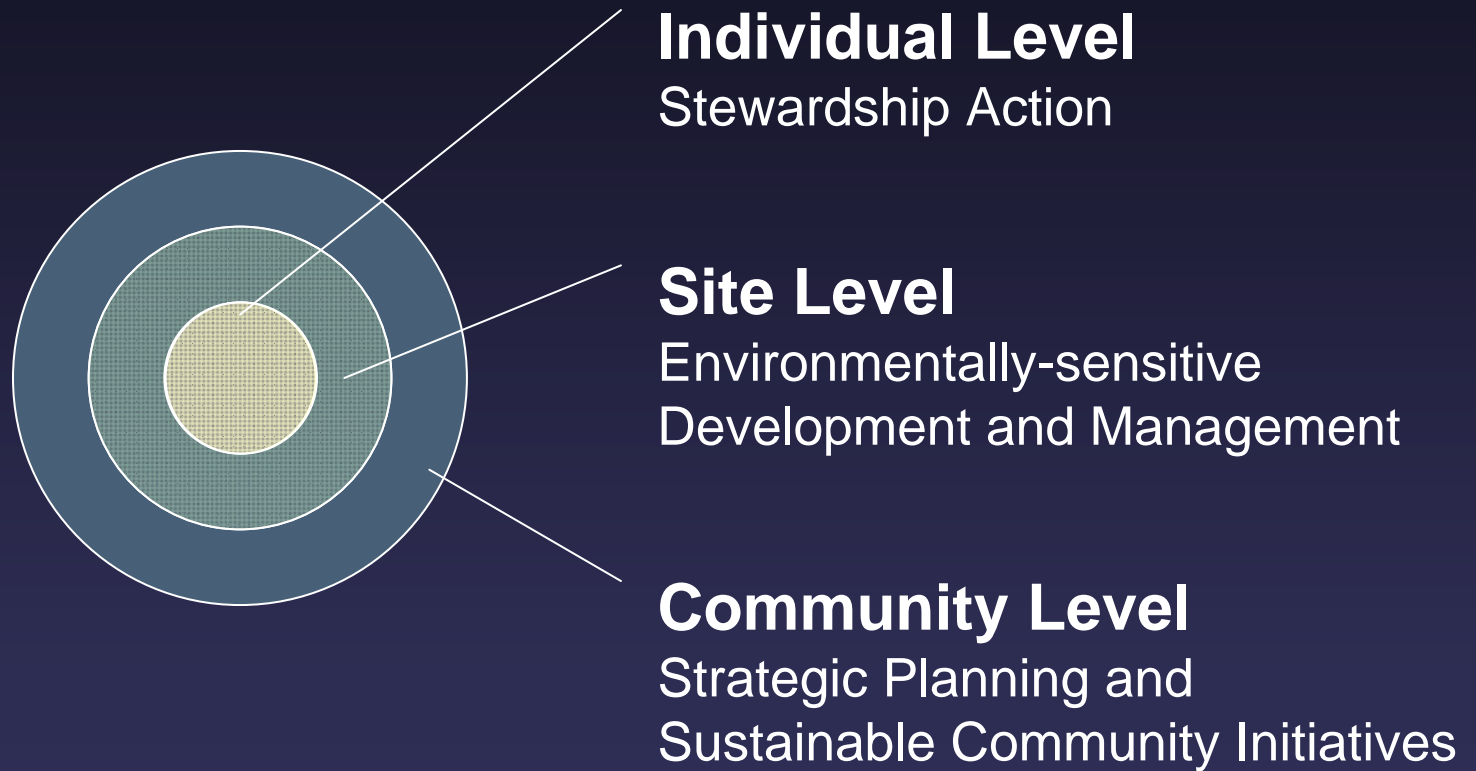 Individual Level
Stewardship Action
Site Level
Environmentally-sensitive
Development and Management
Community Level
Strategic Planning and
Sustainable Community Initiatives